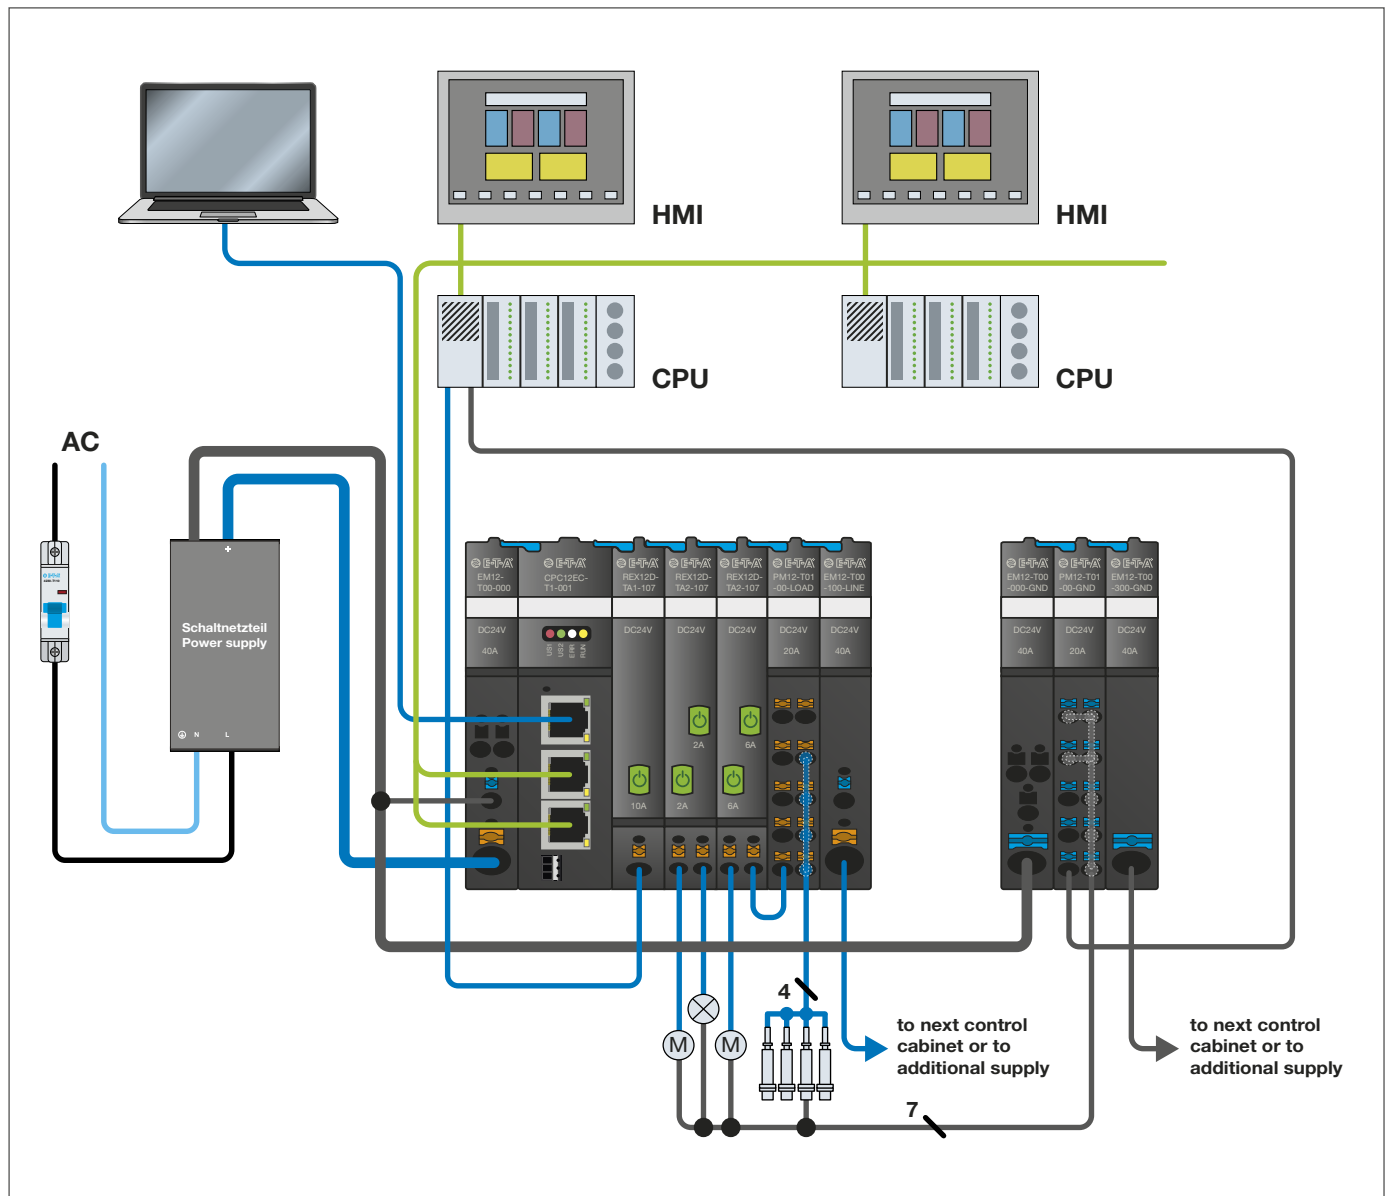 HMI
HMI
CPU
CPU
AC
+
Schaltnetzteil
Power supply
N
L
E-T-A
EM12-
T00-000
DC24V
40A
E-T-A
CPC12EC-
T1-001
US1
US2
ERR
RUN
E-T-A
REX12D-
TA1-107
DC24V
10A
E-T-A
REX12D-
TA2-107
DC24V
2A
2A
E-T-A
REX12D-
TA2-107
DC24V
6A
6A
E-T-A
PM12-T01
-00-LOAD
DC24V
20A
E-T-A
EM12-T00
-100-LINE
DC24V
40A
E-T-A
EM12-T00
-000-GND
DC24V
40A
E-T-A
PM12-T01
-00-GND
DC24V
20A
E-T-A
EM12-T00
-300-GND
DC24V
40A
4
M
M
to next control
cabinet or to
additional supply
to next control
cabinet or to
additional supply
7